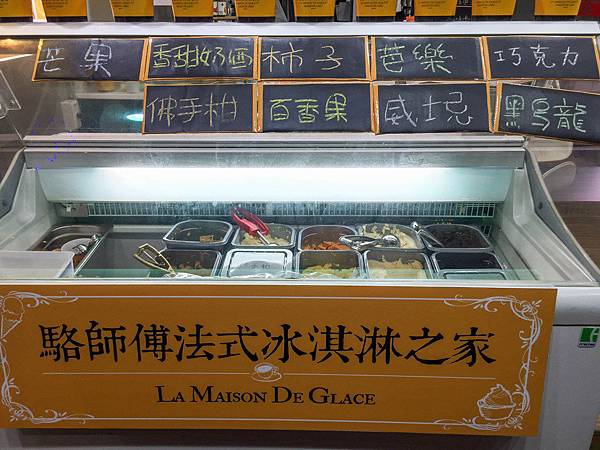 芒果 香甜奶酒 柿子 芭樂 巧克力
佛手柑 百香果 威士忌 黑烏龍
駱師傅法式冰淇淋之家
LA MAISON DE GLACE